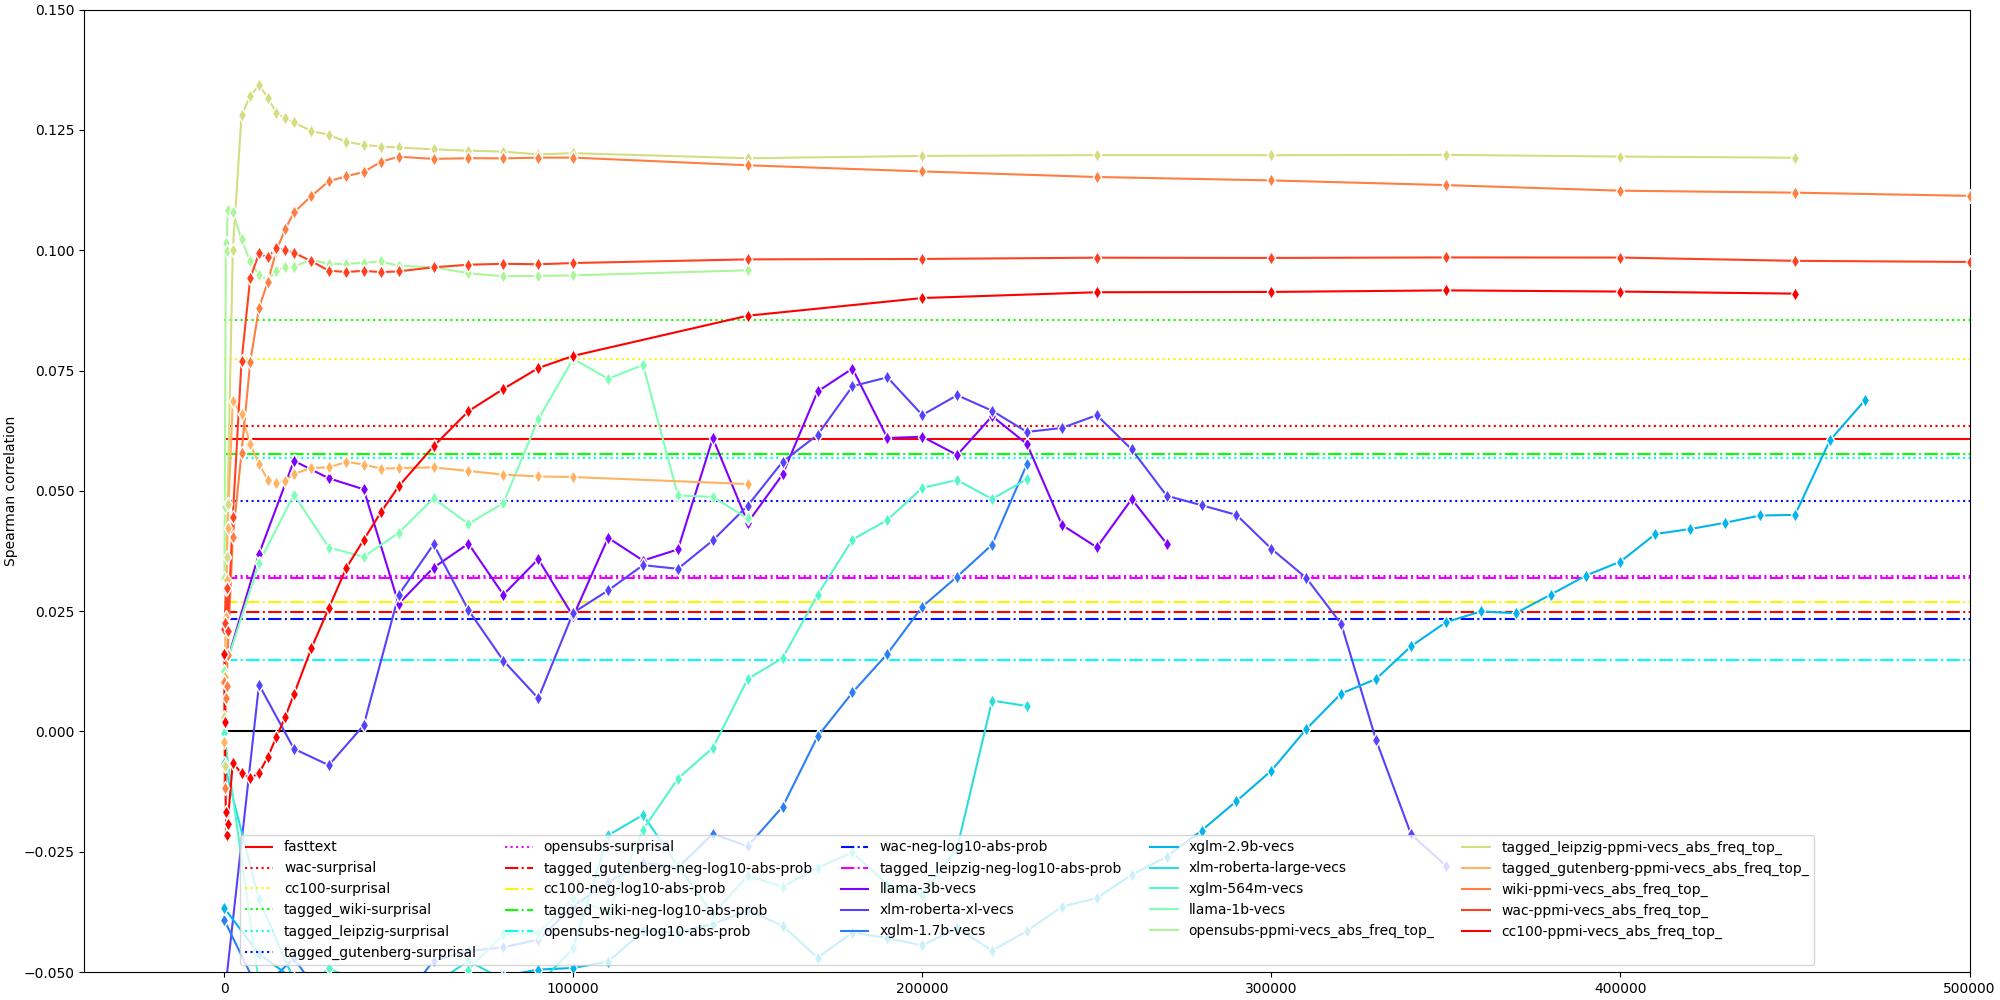 0.150
0.125
0.100
0.075
0.050
0.025
0.000
−0.025
−0.050
Spearman correlation
fasttext
wac-surprisal
cc100-surprisal
tagged_wiki-surprisal
tagged_leipzig-surprisal
tagged_gutenberg-surprisal
opensubs-surprisal
tagged_gutenberg-neg-log10-abs-prob
cc100-neg-log10-abs-prob
tagged_wiki-neg-log10-abs-prob
opensubs-neg-log10-abs-prob
wac-neg-log10-abs-prob
tagged_leipzig-neg-log10-abs-prob
llama-3b-vecs
xlm-roberta-xl-vecs
xglm-1.7b-vecs
xglm-2.9b-vecs
xlm-roberta-large-vecs
xglm-564m-vecs
llama-1b-vecs
opensubs-ppmi-vecs_abs_freq_top_
tagged_leipzig-ppmi-vecs_abs_freq_top_
tagged_gutenberg-ppmi-vecs_abs_freq_top_
wiki-ppmi-vecs_abs_freq_top_
wac-ppmi-vecs_abs_freq_top_
cc100-ppmi-vecs_abs_freq_top_
0 100000 200000 300000 400000 500000